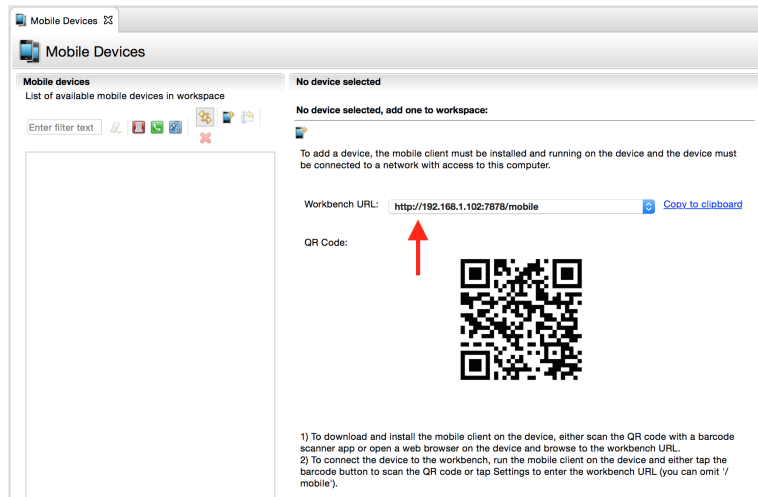 Mobile Devices
Mobile Devices
Mobile devices
List of available mobile devices in workspace
Enter filter text
No device selected
No device selected, add one to workspace:
To add a device, the mobile client must be installed and running on the device and the device must
be connected to a network with access to this computer.
Workbench URL:
http://192.168.1.102:7878/mobile
Copy to clipboard
QR Code:
1) To download and install the mobile client on the device, either scan the QR code with a barcode
scanner app or open a web browser on the device and browse to the workbench URL.
2) To connect the device to the workbench, run the mobile client on the device and either tap the
barcode button to scan the QR code or tap Settings to enter the workbench URL (you can omit '/
mobile').